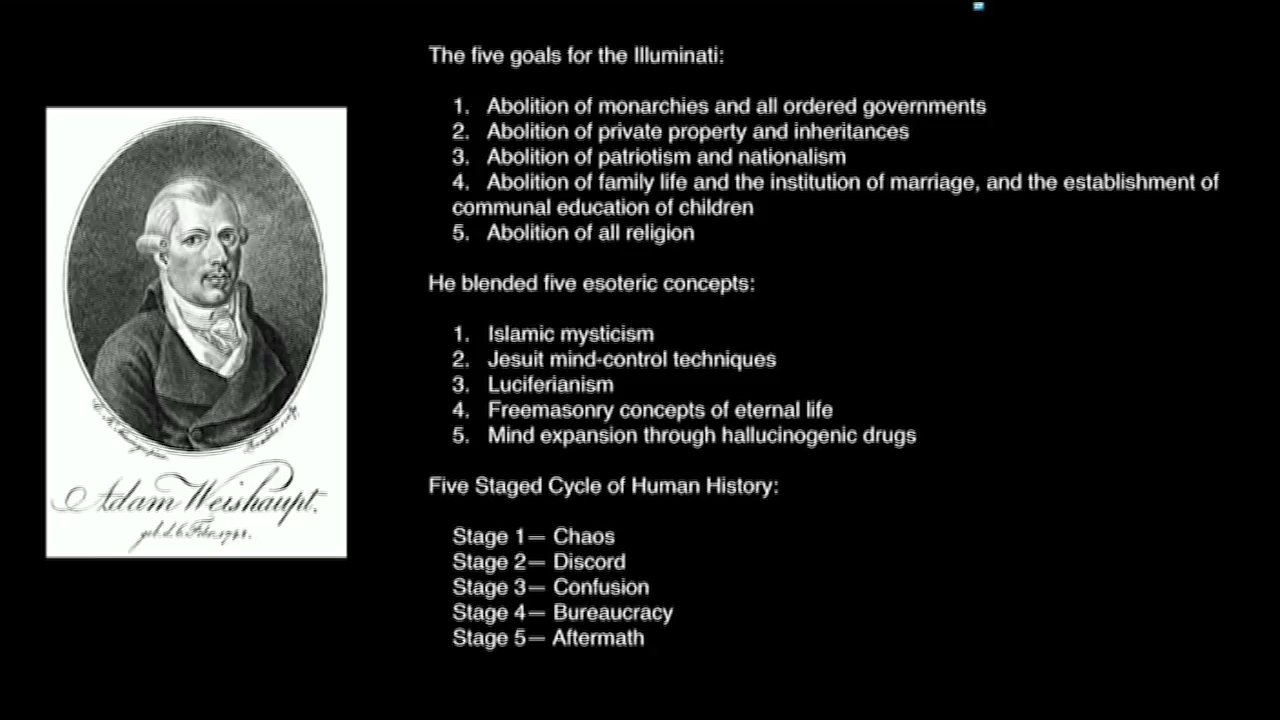 The five goals for the Illuminati:
1. Abolition of monarchies and all ordered governments
2. Abolition of private property and inheritances
3. Abolition of patriotism and nationalism
4. Abolition of family life and the institution of marriage, and the establishment of
communal education of children
5. Abolition of all religion
He blended five esoteric concepts:
1. Islamic mysticism
2. Jesuit mind-control techniques
3. Luciferianism
4. Freemasonry concepts of eternal life
5. Mind expansion through hallucinogenic drugs
Five Staged Cycle of Human History:
Stage 1— Chaos
Stage 2— Discord
Stage 3— Confusion
Stage 4— Bureaucracy
Stage 5— Aftermath
Adam Weishaupt.
geb. d. 6. Febr. 1748.